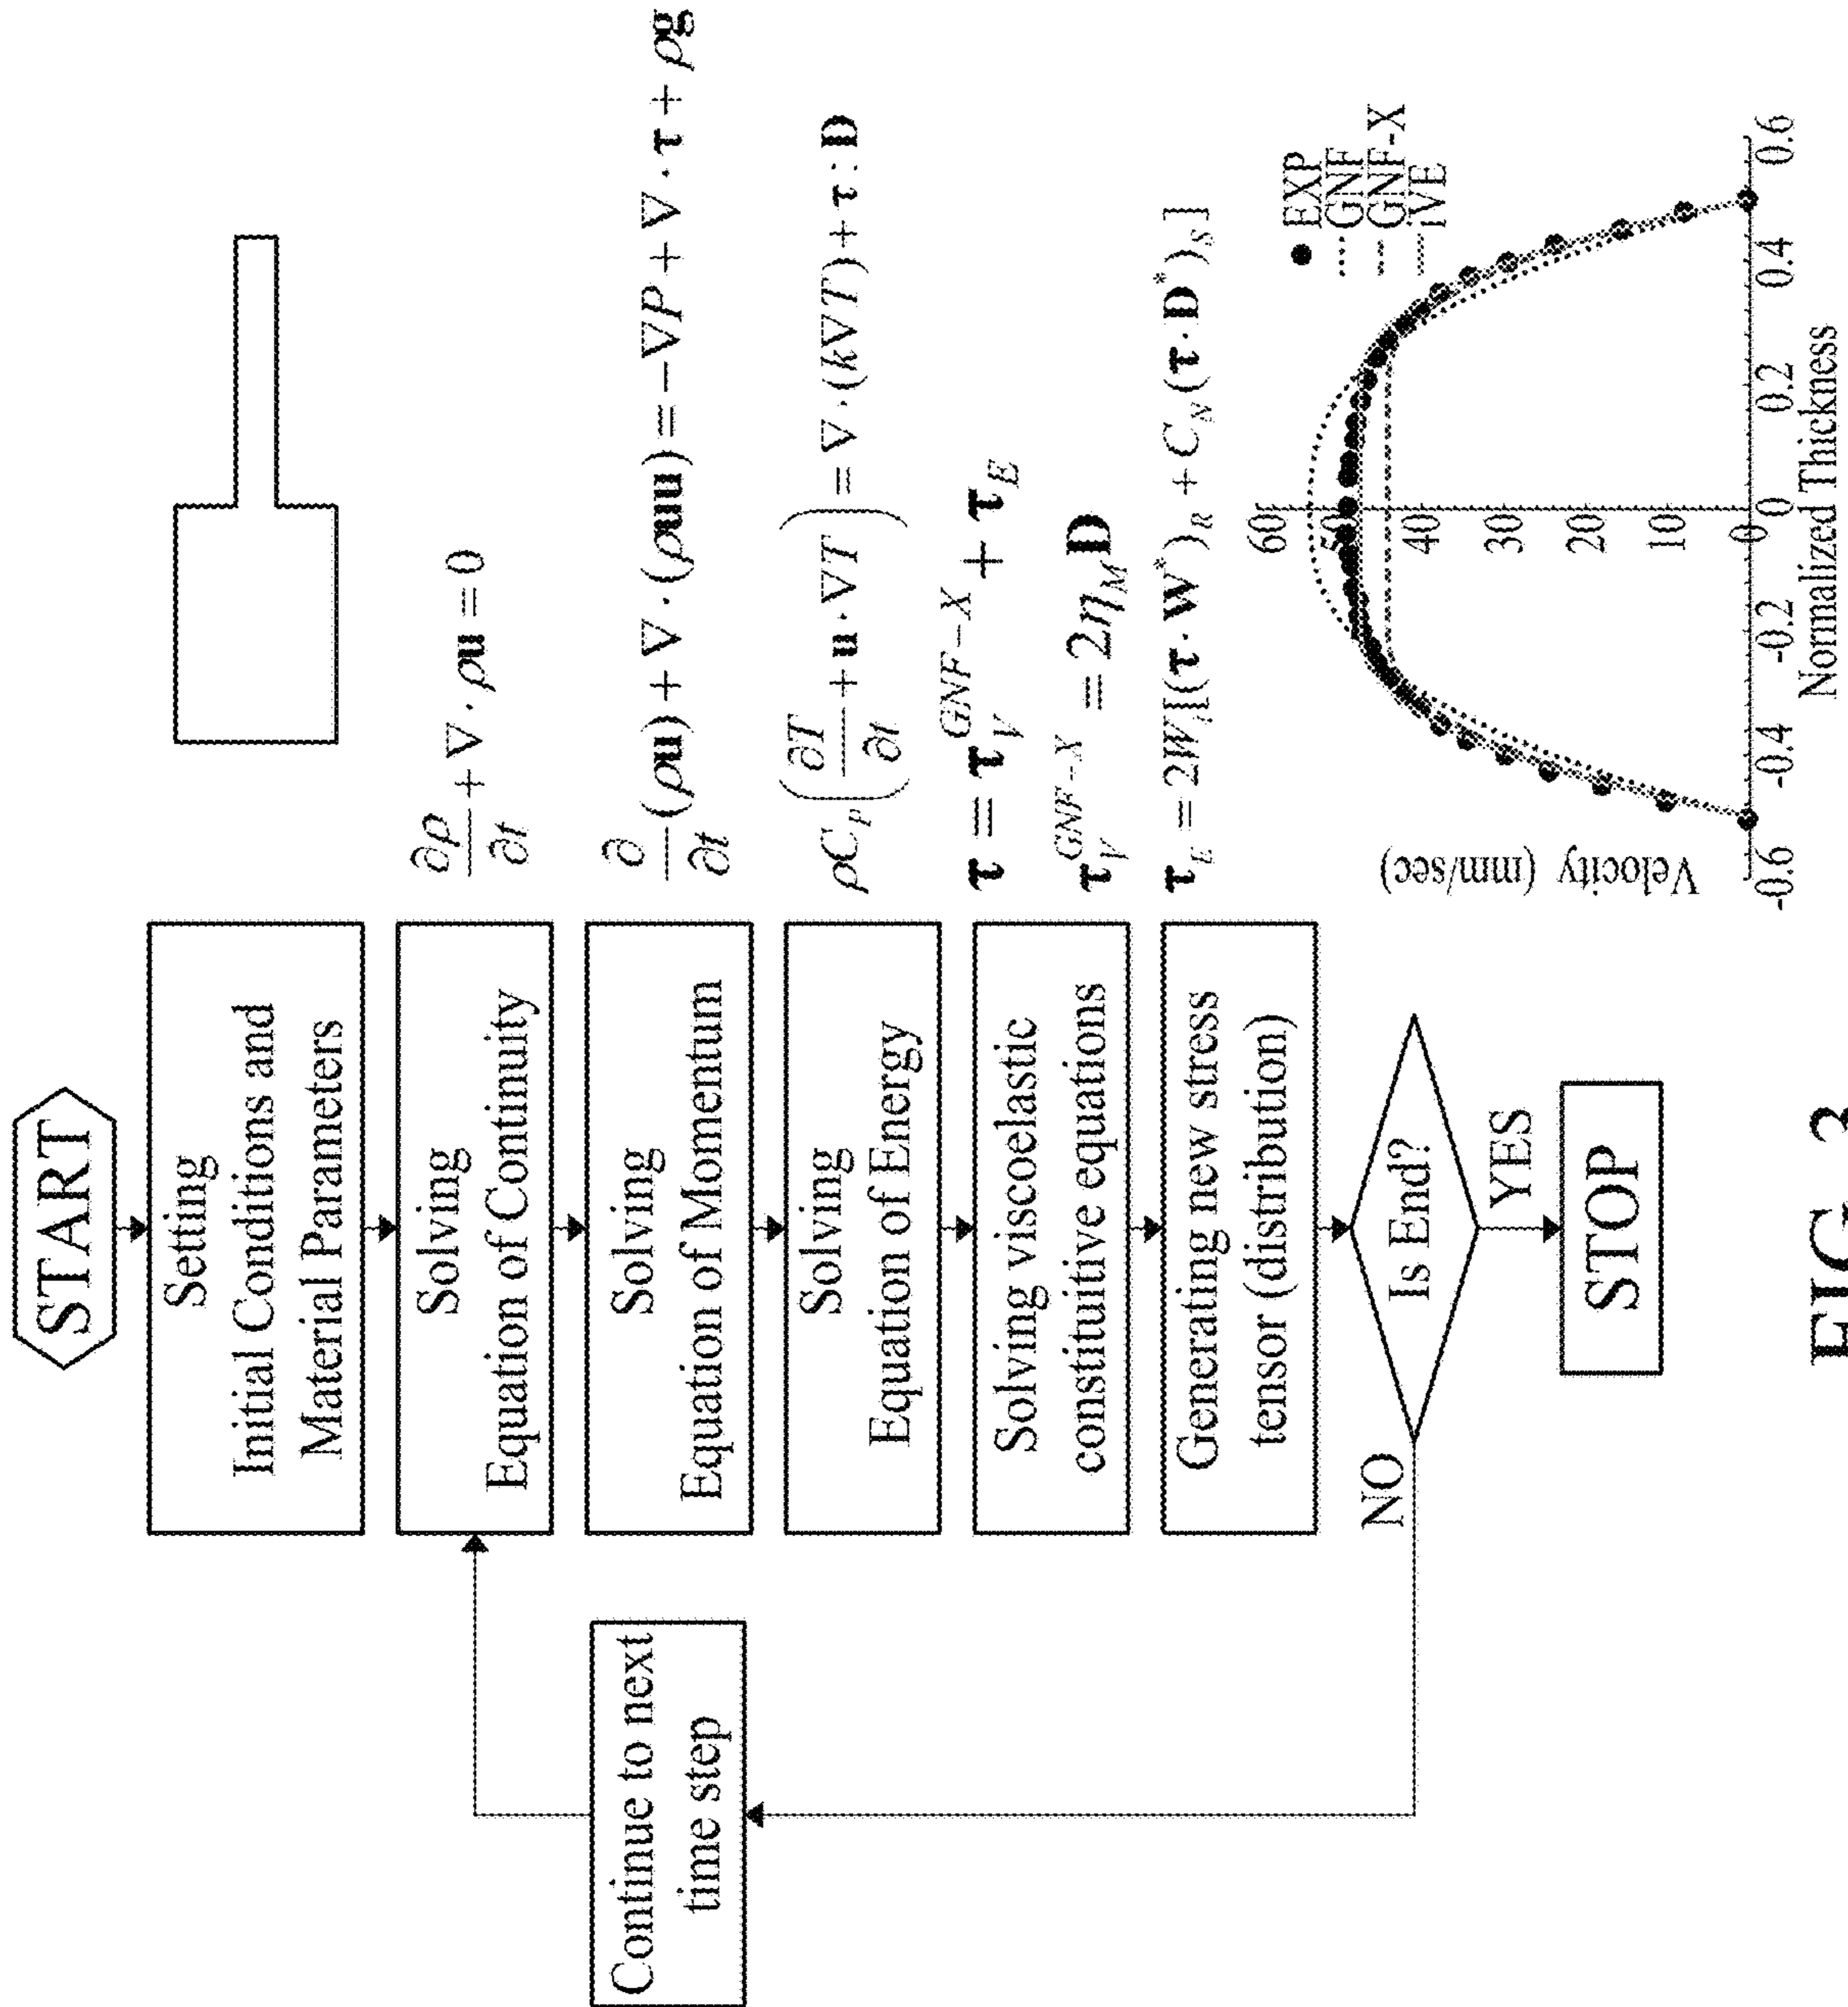 START
Setting
Initial Conditions and
Material Parameters
Solving
Equation of Continuity
∂ρ/∂t + ∇ · ρu = 0
Solving
Equation of Momentum
∂/∂t (ρu) + ∇ · (ρuu) = −∇P + ∇ · τ + ρg
Solving
Equation of Energy
ρC_P (∂T/∂t + u · ∇T) = ∇ · (k∇T) + τ : D
Solving viscoelastic
constituitive equations
τ = τ_V^{GNF−X} + τ_E
τ_V^{GNF−X} = 2η_M D
Generating new stress
tensor (distribution)
τ_E = 2W_i[(τ · W*)_R + C_N (τ · D*)_S]
Is End?
NO
YES
Continue to next
time step
STOP
Velocity (mm/sec)
60
50
40
30
20
10
0
-0.6 -0.4 -0.2 0 0.2 0.4 0.6
Normalized Thickness
EXP
GNF
GNF-X
iVE
FIG. 3